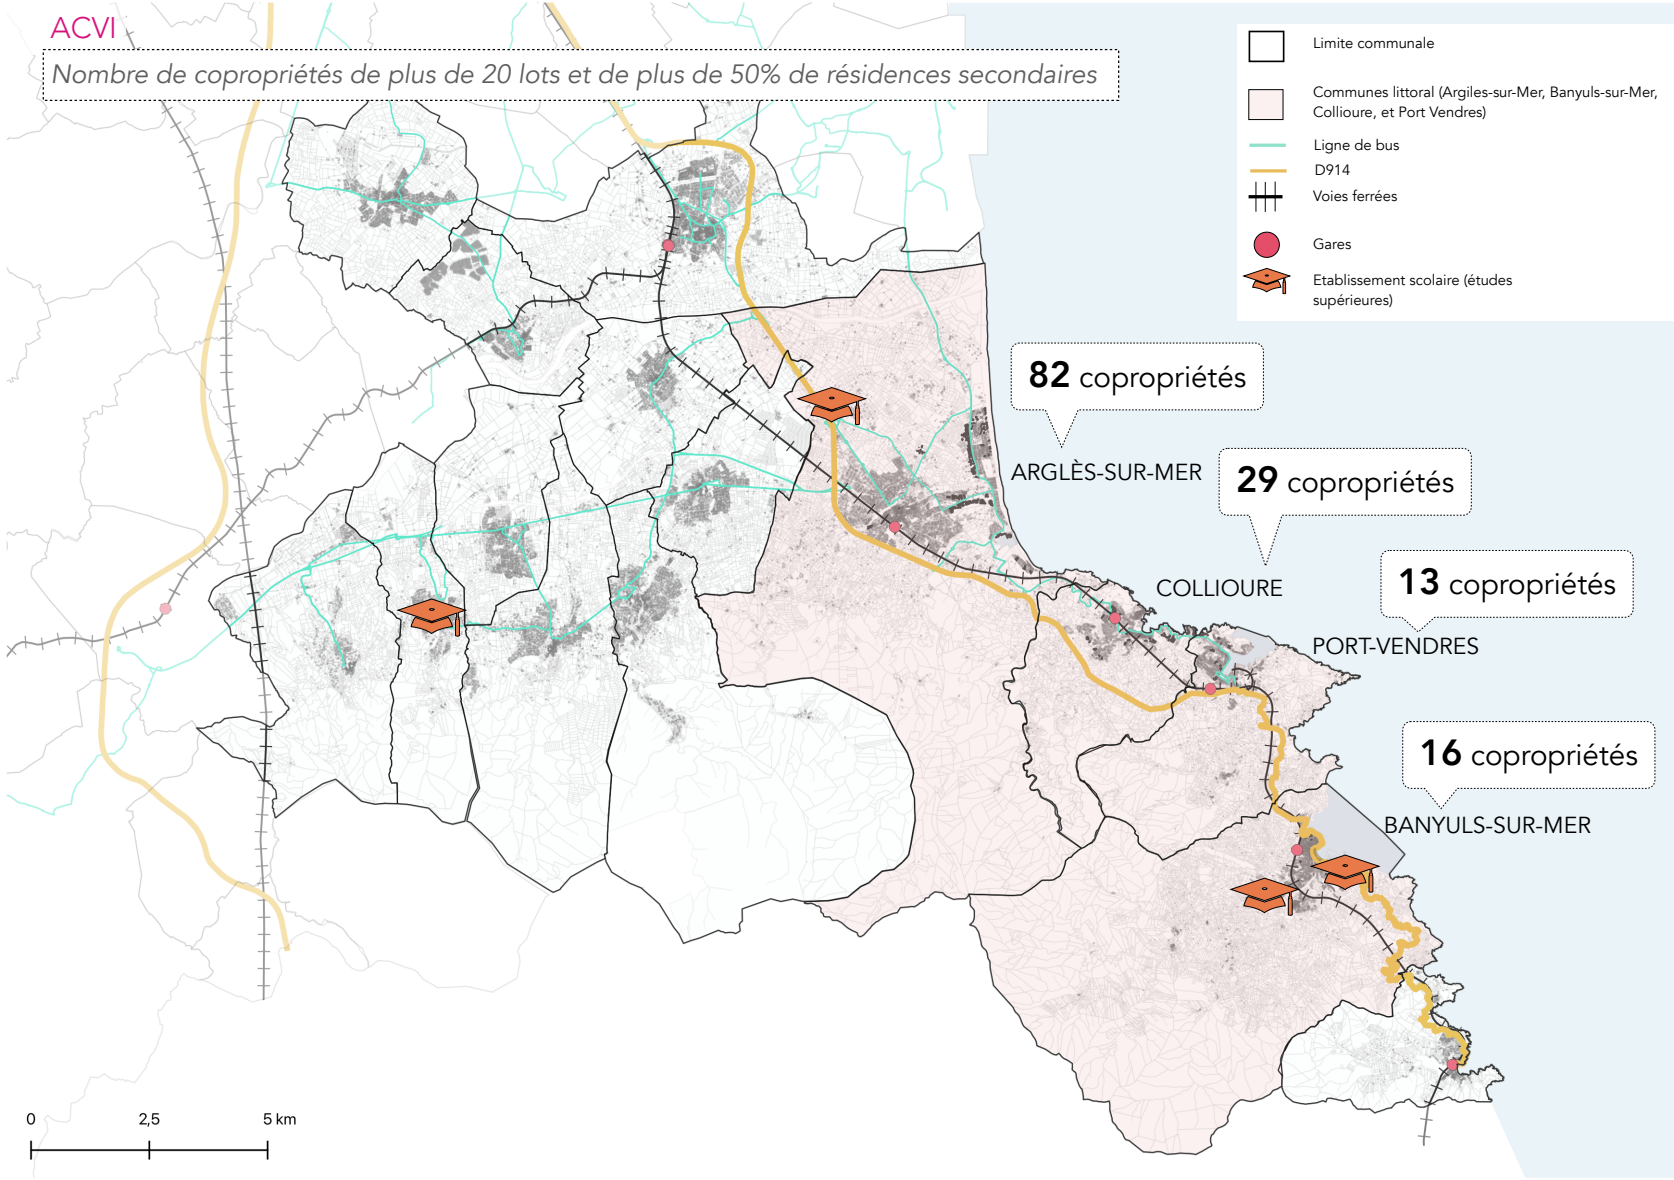 ACVI
Nombre de copropriétés de plus de 20 lots et de plus de 50% de résidences secondaires
Limite communale
Communes littoral (Argiles-sur-Mer, Banyuls-sur-Mer,
Collioure, et Port Vendres)
Ligne de bus
D914
Voies ferrées
Gares
Etablissement scolaire (études
supérieures)
82 copropriétés
ARGLÈS-SUR-MER
29 copropriétés
COLLIOURE
13 copropriétés
PORT-VENDRES
16 copropriétés
BANYULS-SUR-MER
0 2,5 5 km